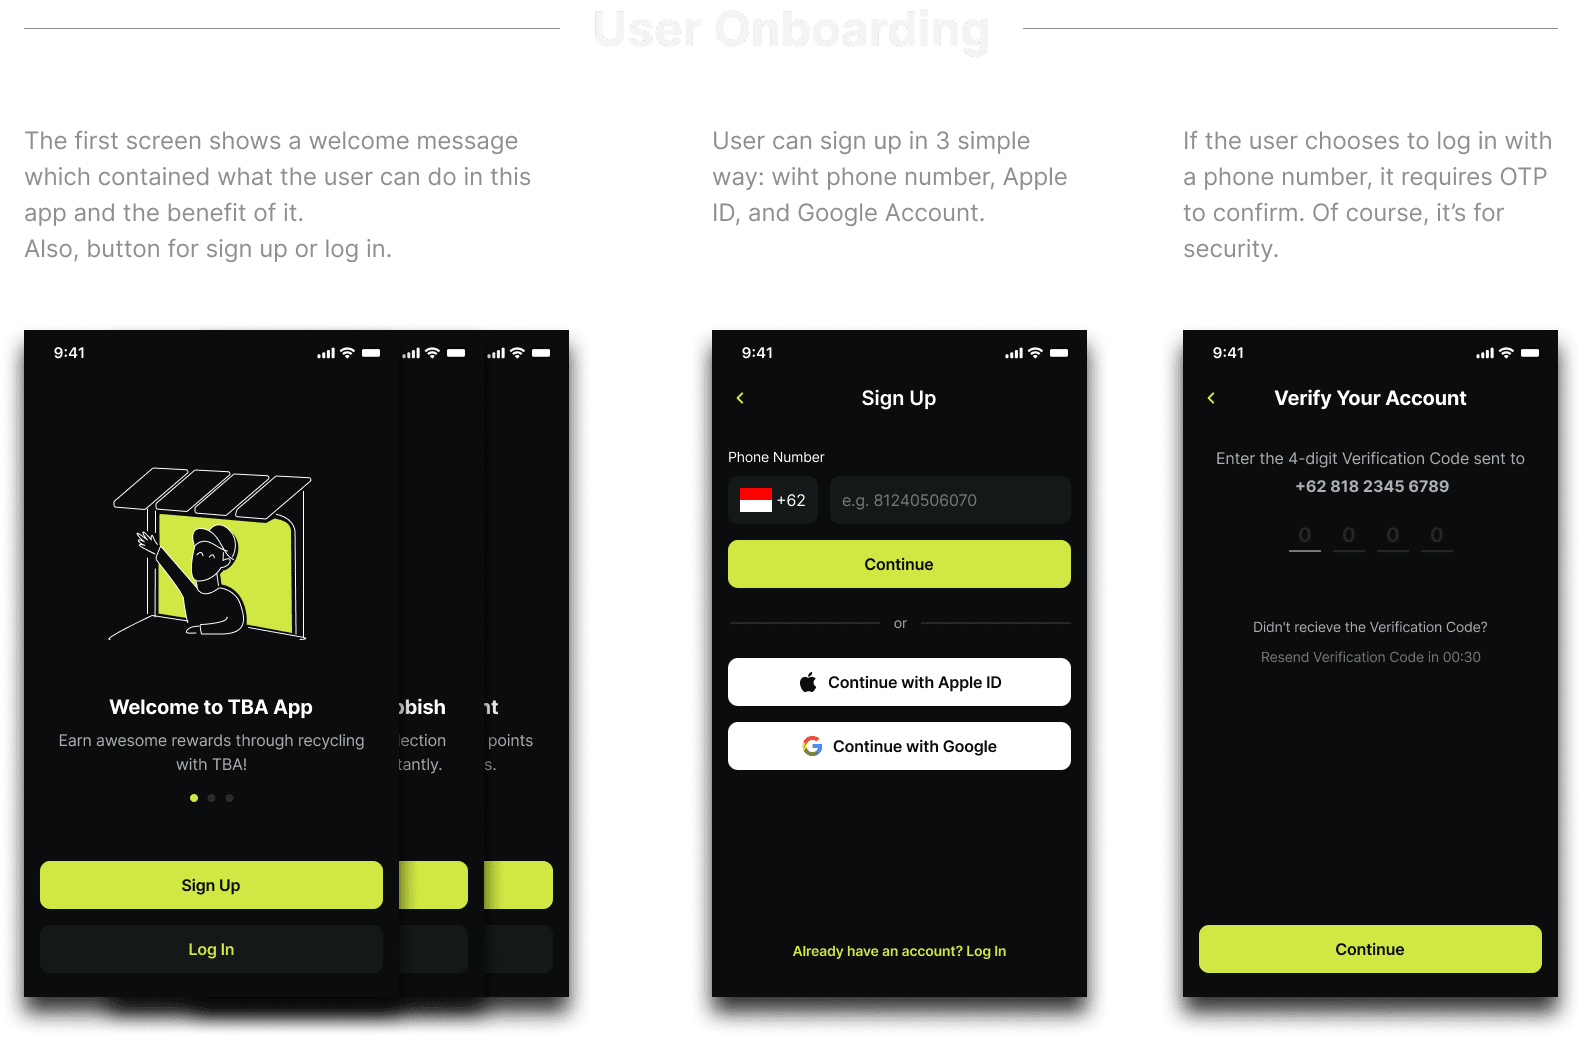 User Onboarding
The first screen shows a welcome message
which contained what the user can do in this
app and the benefit of it.
Also, button for sign up or log in.
User can sign up in 3 simple
way: wiht phone number, Apple
ID, and Google Account.
If the user chooses to log in with
a phone number, it requires OTP
to confirm. Of course, it's for
security.
9:41
Welcome to TBA App
Earn awesome rewards through recycling
with TBA!
Sign Up
Log In
nt
points
9:41
Sign Up
Phone Number
+62
e.g. 81240506070
Continue
or
Continue with Apple ID
Continue with Google
Already have an account? Log In
9:41
Verify Your Account
Enter the 4-digit Verification Code sent to
+62 818 2345 6789
0 0 0 0
Didn't recieve the Verification Code?
Resend Verification Code in 00:30
Continue